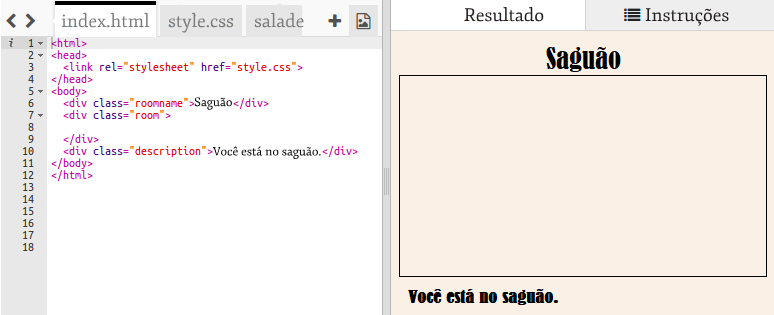 index.html style.css salade
Resultado Instruções
i 1 <html>
2 <head>
3 <link rel="stylesheet" href="style.css">
4 </head>
5 <body>
6 <div class="roomname">Saguão</div>
7 <div class="room">
8
9 </div>
10 <div class="description">Você está no saguão.</div>
11 </body>
12 </html>
13
14
15
16
17
18
Saguão
Você está no saguão.